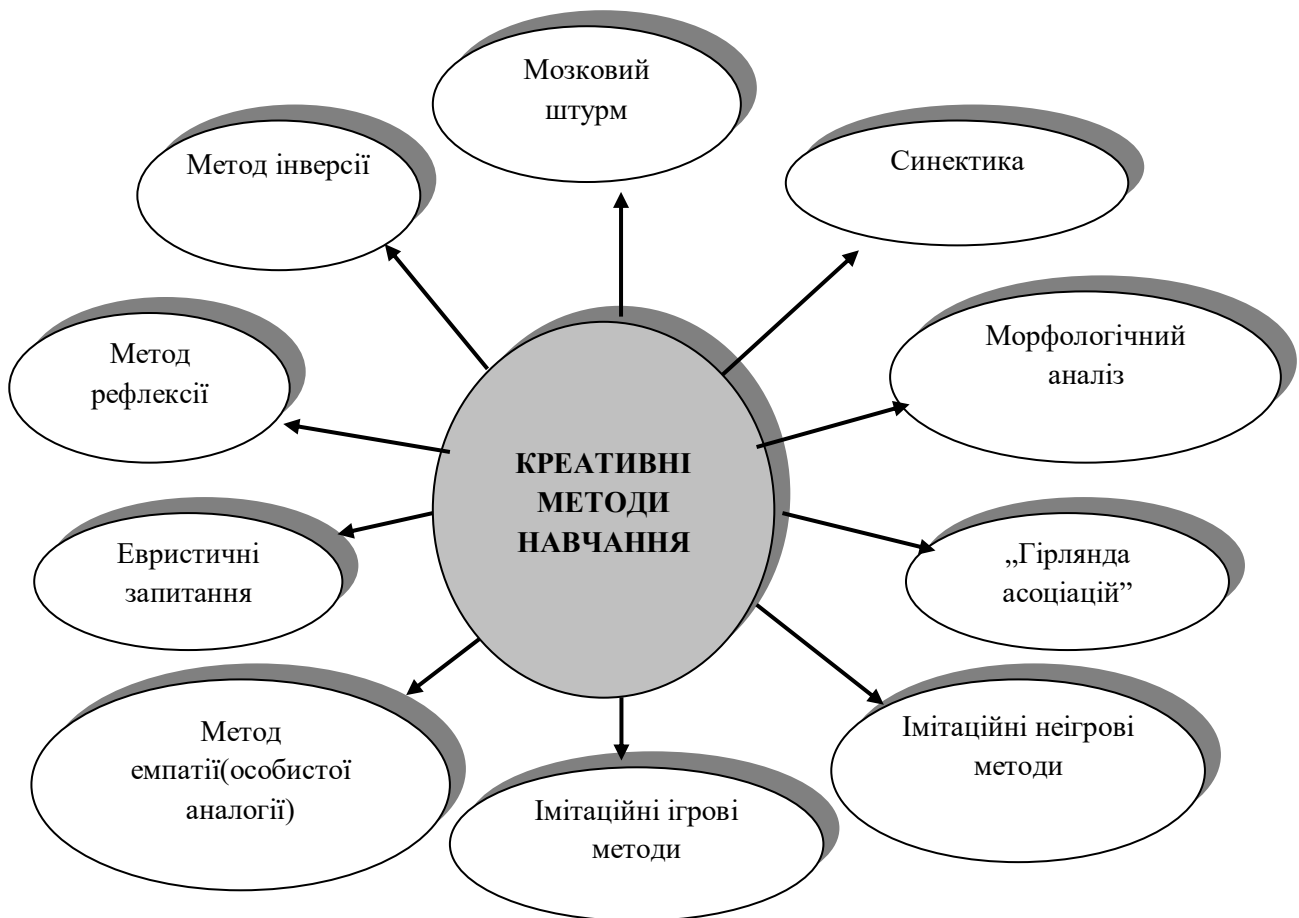 Мозковий
штурм
Метод інверсії
Синектика
Метод
рефлексії
Морфологічний
аналіз
КРЕАТИВНІ
МЕТОДИ
НАВЧАННЯ
Евристичні
запитання
„Гірлянда
асоціацій”
Метод
емпатії(особистої
аналогії)
Імітаційні ігрові
методи
Імітаційні неігрові
методи